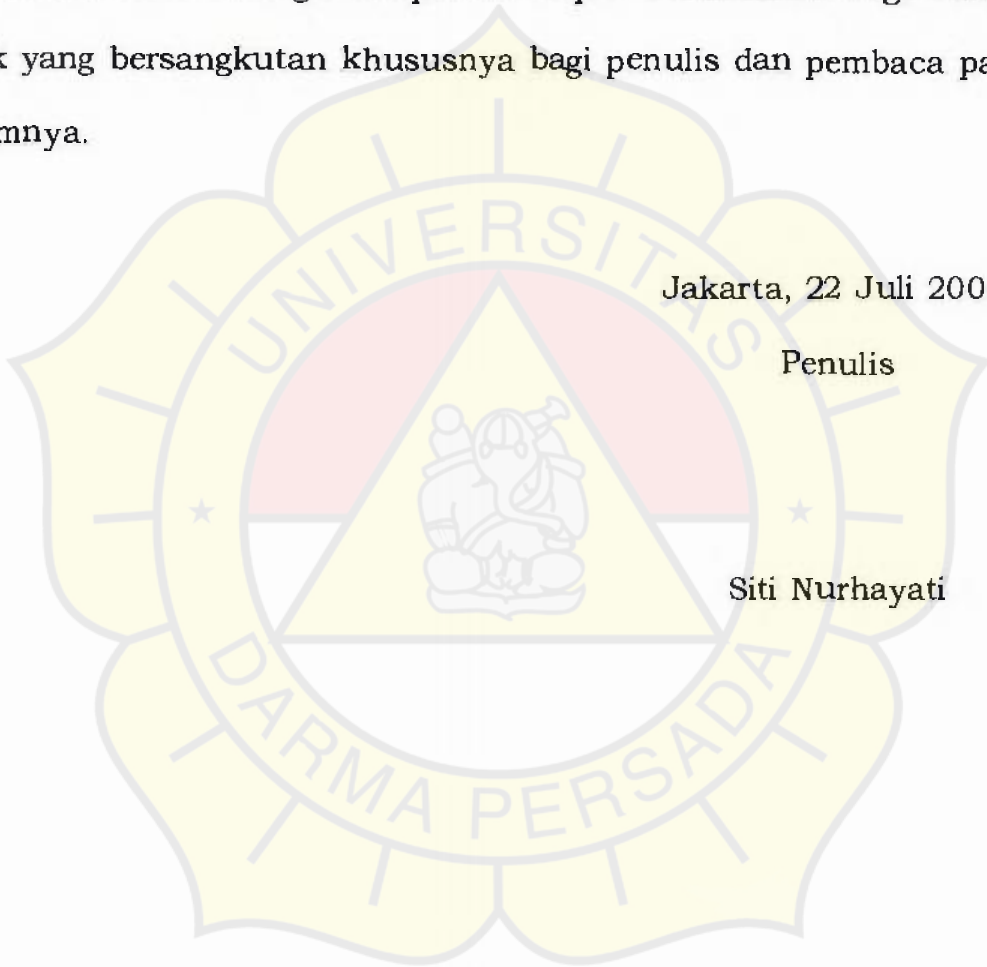 k yang bersangkutan khususnya bagi penulis dan pembaca pa
mnya.
Jakarta, 22 Juli 200
Penulis
Siti Nurhayati
UNIVERSITAS
DARMA PERSADA